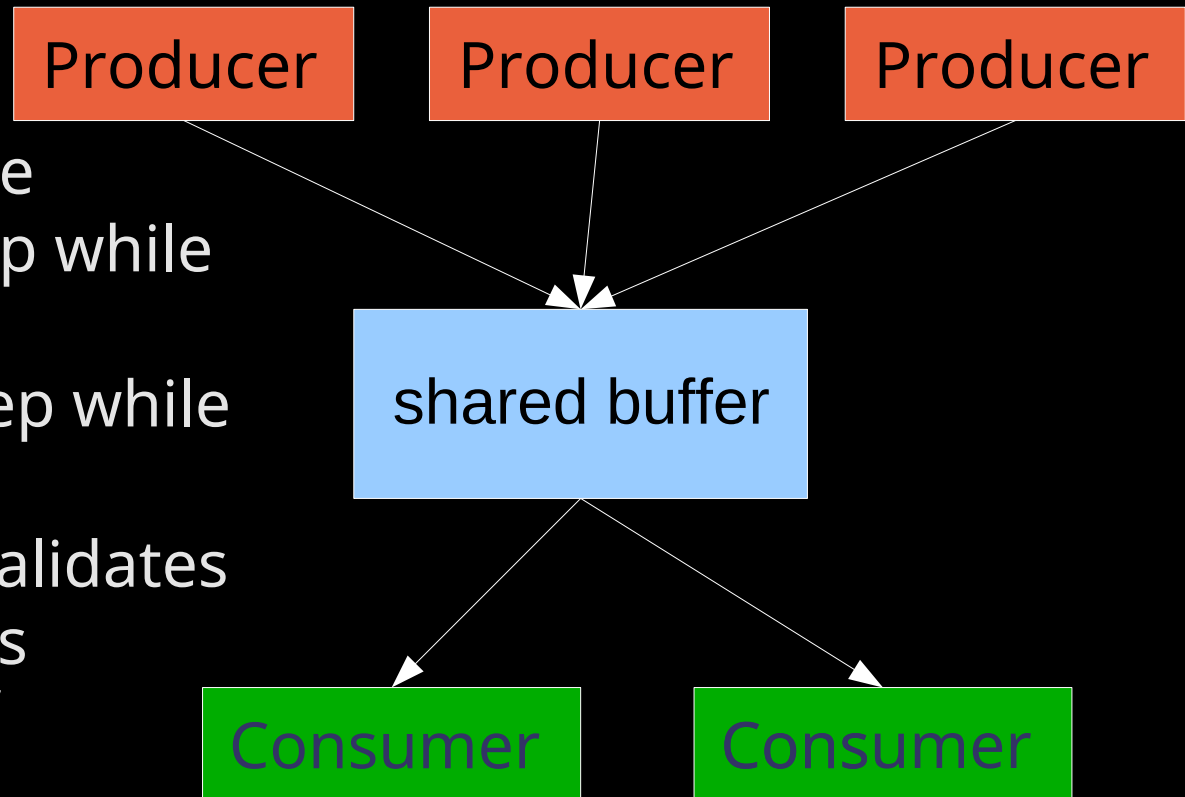 Producer Producer Producer
e
p while
ep while
shared buffer
alidates
s
Consumer Consumer